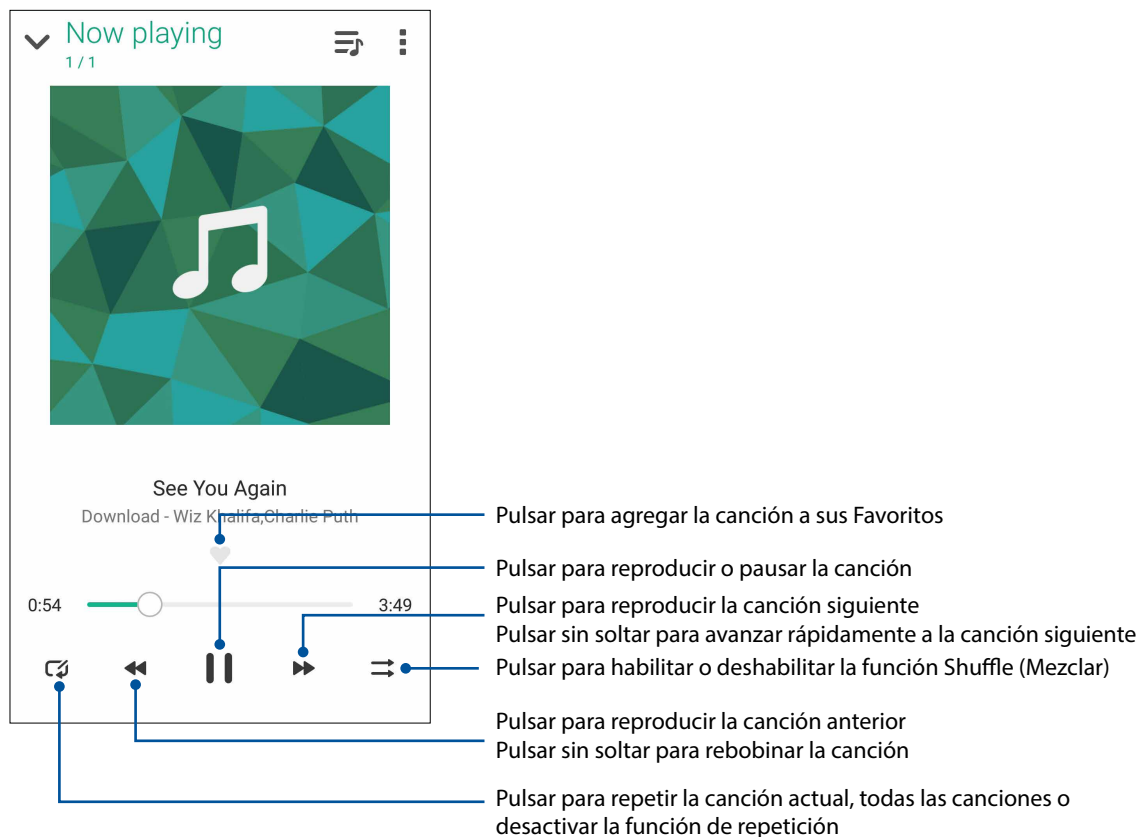 Now playing
1 / 1
See You Again
Download - Wiz Khalifa,Charlie Puth
Pulsar para agregar la canción a sus Favoritos
Pulsar para reproducir o pausar la canción
0:54
3:49
Pulsar para reproducir la canción siguiente
Pulsar sin soltar para avanzar rápidamente a la canción siguiente
Pulsar para habilitar o deshabilitar la función Shuffle (Mezclar)
Pulsar para reproducir la canción anterior
Pulsar sin soltar para rebobinar la canción
Pulsar para repetir la canción actual, todas las canciones o
desactivar la función de repetición